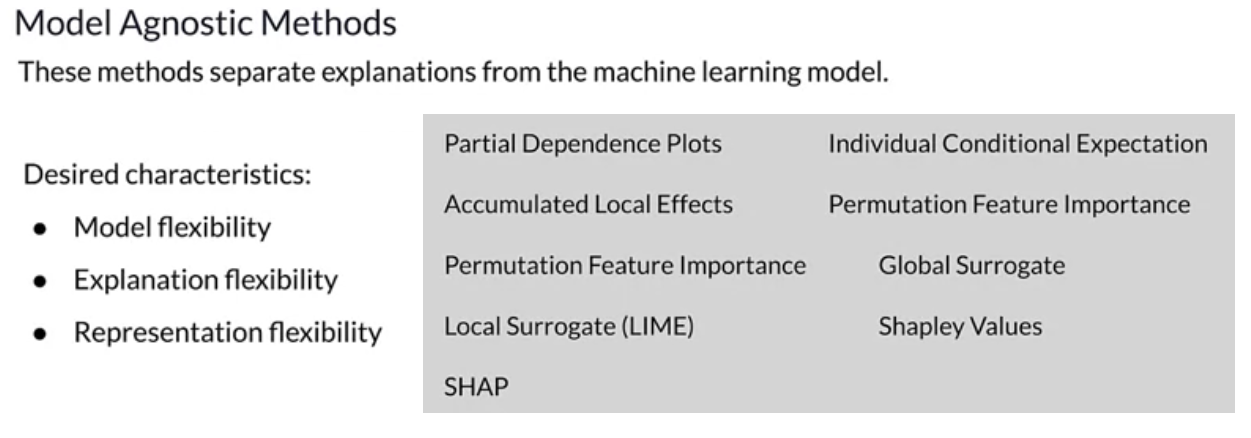 Model Agnostic Methods
These methods separate explanations from the machine learning model.
Desired characteristics:
● Model flexibility
● Explanation flexibility
● Representation flexibility
Partial Dependence Plots
Individual Conditional Expectation
Accumulated Local Effects
Permutation Feature Importance
Permutation Feature Importance
Global Surrogate
Local Surrogate (LIME)
Shapley Values
SHAP